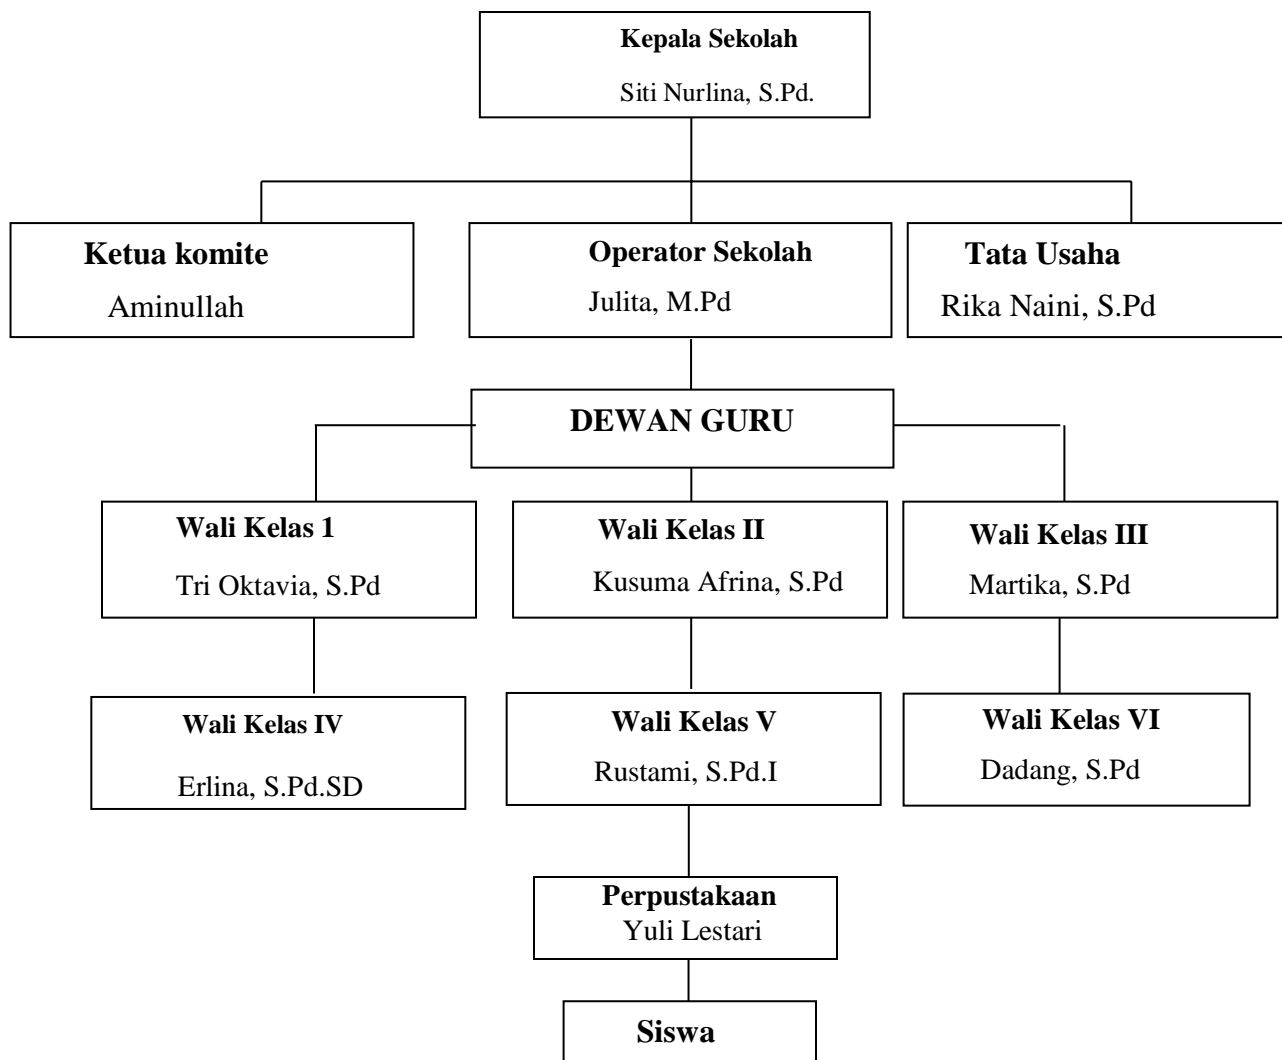 Kepala Sekolah
Siti Nurlina, S.Pd.
Ketua komite
Aminullah
Operator Sekolah
Julita, M.Pd
Tata Usaha
Rika Naini, S.Pd
DEWAN GURU
Wali Kelas 1
Tri Oktavia, S.Pd
Wali Kelas II
Kusuma Afrina, S.Pd
Wali Kelas III
Martika, S.Pd
Wali Kelas IV
Erlina, S.Pd.SD
Wali Kelas V
Rustami, S.Pd.I
Wali Kelas VI
Dadang, S.Pd
Perpustakaan
Yuli Lestari
Siswa